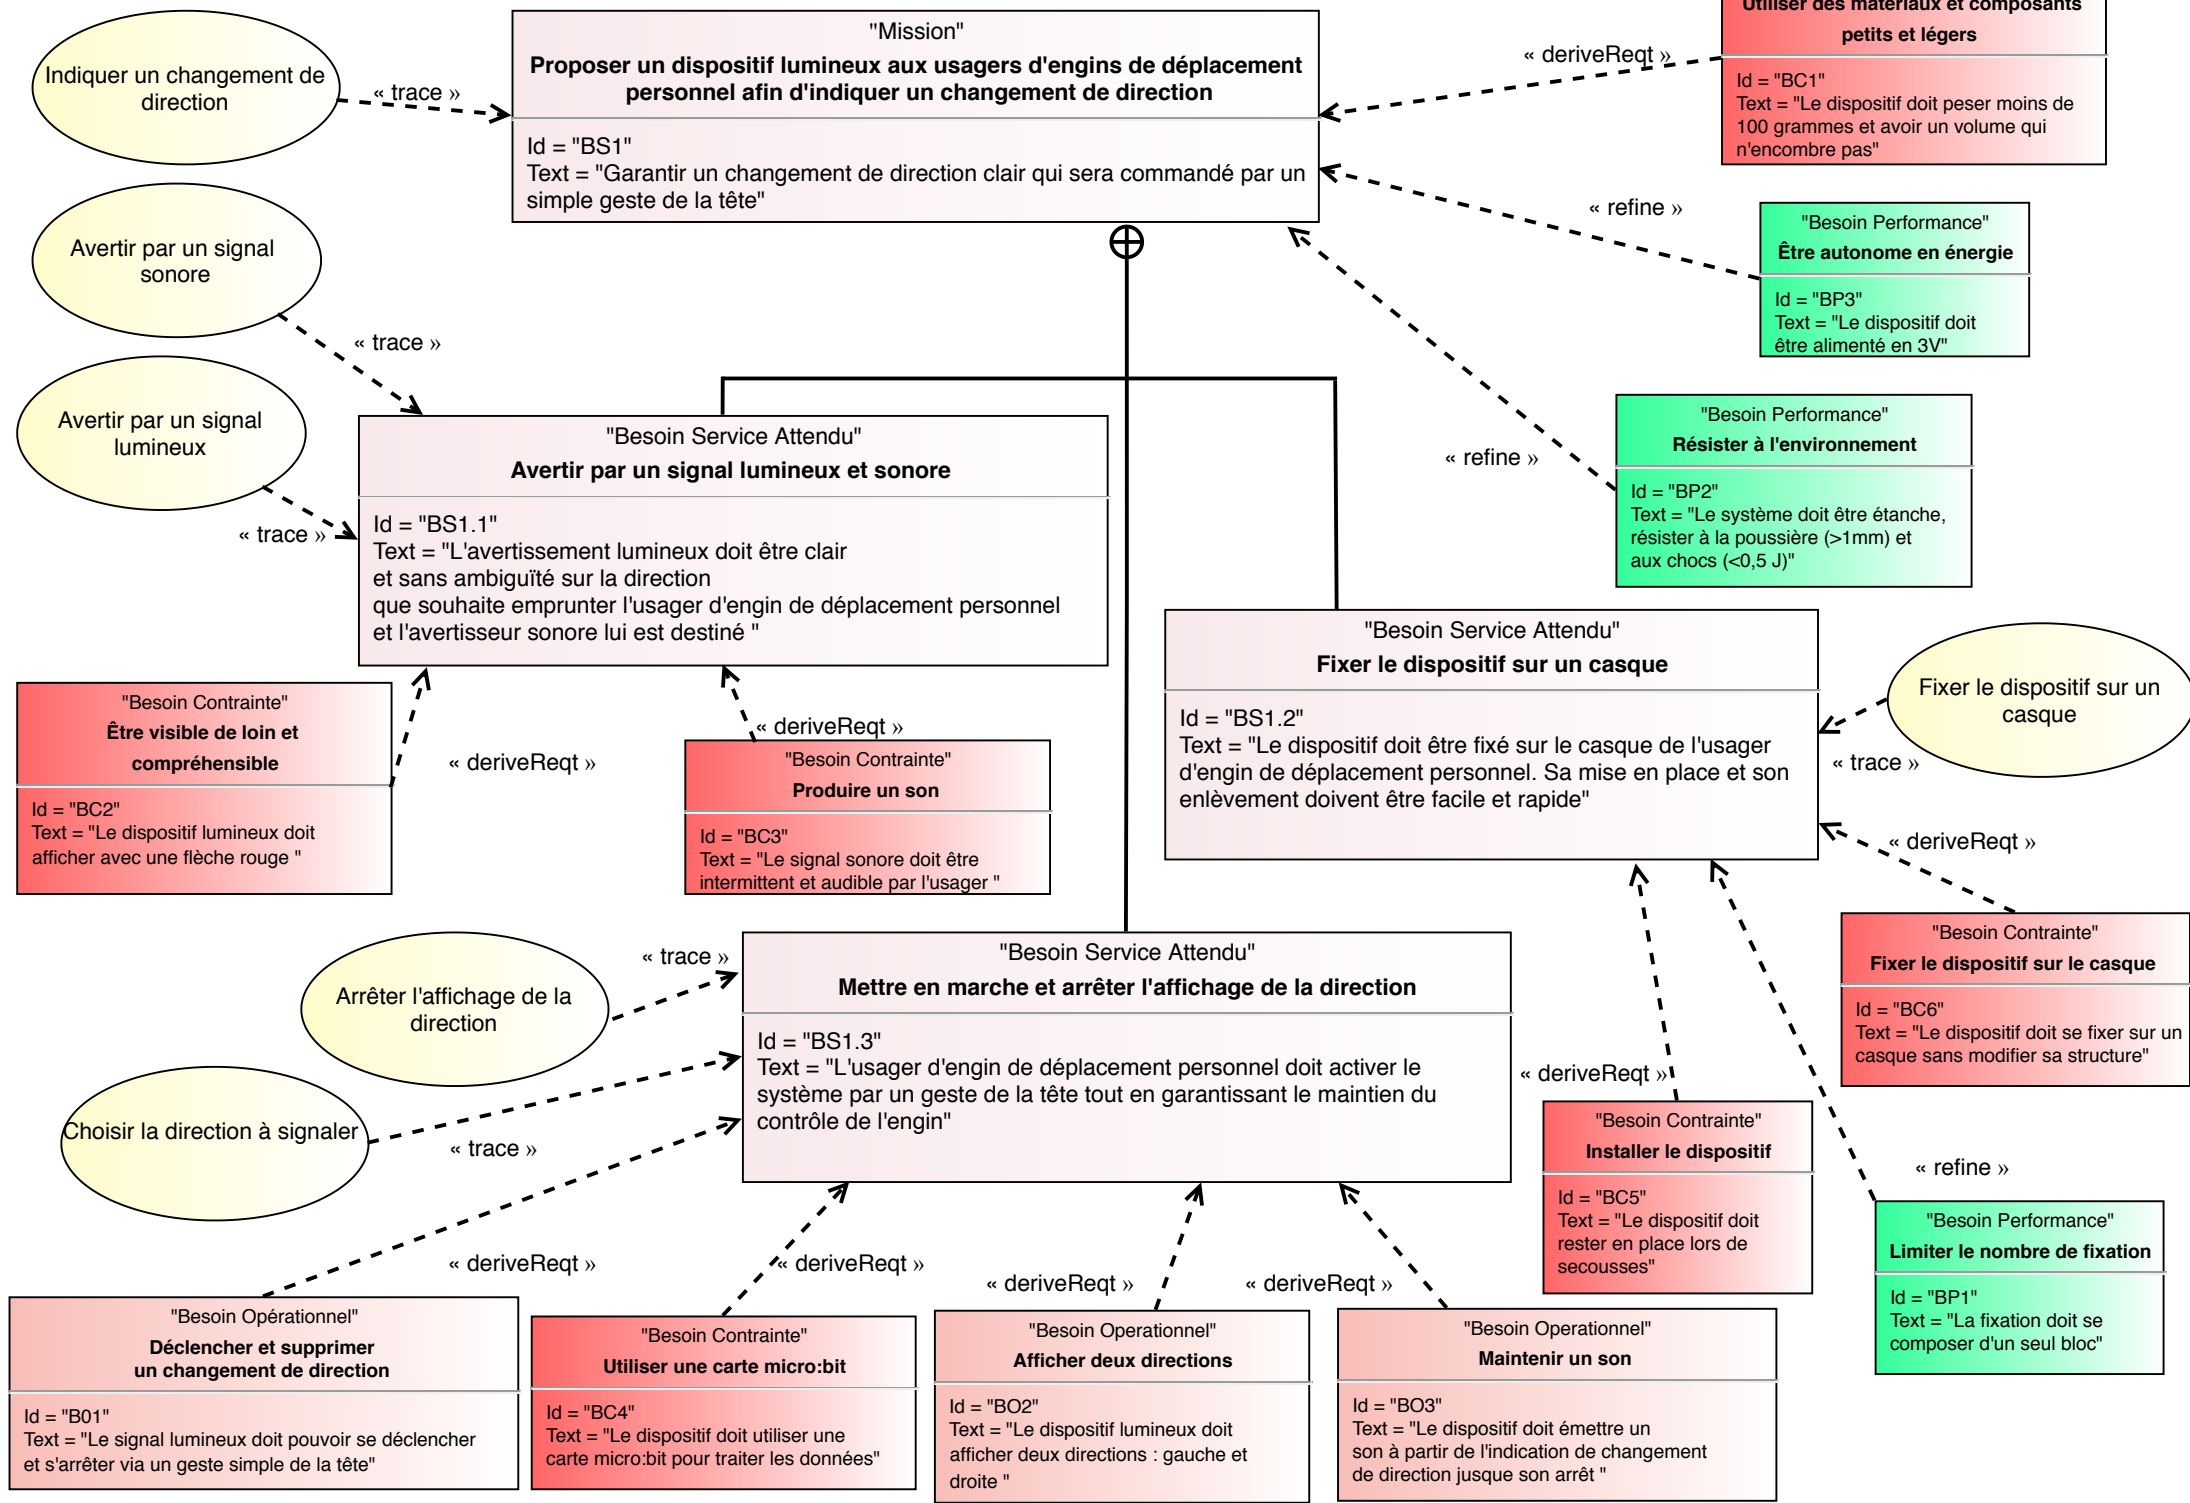 Utiliser des matériaux et composants
petits et légers
Id = "BC1"
Text = "Le dispositif doit peser moins de
100 grammes et avoir un volume qui
n'encombre pas"
"Mission"
Proposer un dispositif lumineux aux usagers d'engins de déplacement
personnel afin d'indiquer un changement de direction
Id = "BS1"
Text = "Garantir un changement de direction clair qui sera commandé par un
simple geste de la tête"
Indiquer un changement de
direction
« trace »
« deriveReqt »
Avertir par un signal
sonore
« trace »
« refine »
"Besoin Performance"
Être autonome en énergie
Id = "BP3"
Text = "Le dispositif doit
être alimenté en 3V"
Avertir par un signal
lumineux
« trace »
"Besoin Service Attendu"
Avertir par un signal lumineux et sonore
Id = "BS1.1"
Text = "L'avertissement lumineux doit être clair
et sans ambiguïté sur la direction
que souhaite emprunter l'usager d'engin de déplacement personnel
et l'avertisseur sonore lui est destiné "
« refine »
"Besoin Performance"
Résister à l'environnement
Id = "BP2"
Text = "Le système doit être étanche,
résister à la poussière (>1mm) et
aux chocs (<0,5 J)"
"Besoin Service Attendu"
Fixer le dispositif sur un casque
Id = "BS1.2"
Text = "Le dispositif doit être fixé sur le casque de l'usager
d'engin de déplacement personnel. Sa mise en place et son
enlèvement doivent être facile et rapide"
Fixer le dispositif sur un
casque
« trace »
"Besoin Contrainte"
Être visible de loin et
compréhensible
Id = "BC2"
Text = "Le dispositif lumineux doit
afficher avec une flèche rouge "
« deriveReqt »
« deriveReqt »
"Besoin Contrainte"
Produire un son
Id = "BC3"
Text = "Le signal sonore doit être
intermittent et audible par l'usager "
« deriveReqt »
"Besoin Contrainte"
Fixer le dispositif sur le casque
Id = "BC6"
Text = "Le dispositif doit se fixer sur un
casque sans modifier sa structure"
Arrêter l'affichage de la
direction
« trace »
"Besoin Service Attendu"
Mettre en marche et arrêter l'affichage de la direction
Id = "BS1.3"
Text = "L'usager d'engin de déplacement personnel doit activer le
système par un geste de la tête tout en garantissant le maintien du
contrôle de l'engin"
Choisir la direction à signaler
« trace »
« deriveReqt »
"Besoin Contrainte"
Installer le dispositif
Id = "BC5"
Text = "Le dispositif doit
rester en place lors de
secousses"
« refine »
"Besoin Performance"
Limiter le nombre de fixation
Id = "BP1"
Text = "La fixation doit se
composer d'un seul bloc"
« deriveReqt »
« deriveReqt »
« deriveReqt »
« deriveReqt »
"Besoin Opérationnel"
Déclencher et supprimer
un changement de direction
Id = "B01"
Text = "Le signal lumineux doit pouvoir se déclencher
et s'arrêter via un geste simple de la tête"
"Besoin Contrainte"
Utiliser une carte micro:bit
Id = "BC4"
Text = "Le dispositif doit utiliser une
carte micro:bit pour traiter les données"
"Besoin Operationnel"
Afficher deux directions
Id = "BO2"
Text = "Le dispositif lumineux doit
afficher deux directions : gauche et
droite "
"Besoin Operationnel"
Maintenir un son
Id = "BO3"
Text = "Le dispositif doit émettre un
son à partir de l'indication de changement
de direction jusque son arrêt "